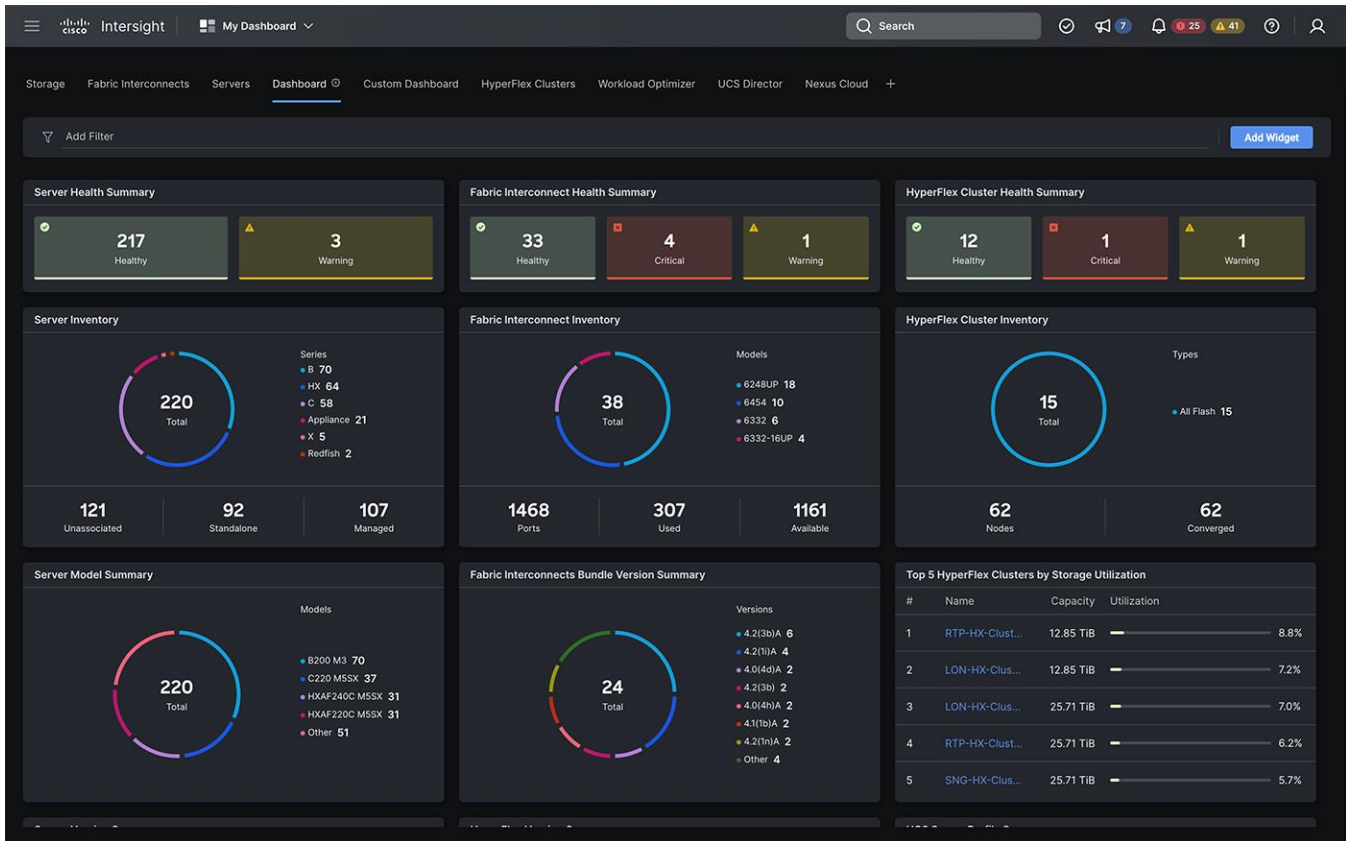 cisco Intersight My Dashboard
Search
7
25
41
Storage Fabric Interconnects Servers Dashboard Custom Dashboard HyperFlex Clusters Workload Optimizer UCS Director Nexus Cloud +
Add Filter
Add Widget
Server Health Summary
217
Healthy
3
Warning
Fabric Interconnect Health Summary
33
Healthy
4
Critical
1
Warning
HyperFlex Cluster Health Summary
12
Healthy
1
Critical
1
Warning
Server Inventory
220
Total
Series
B 70
HX 64
C 58
Appliance 21
X 5
Redfish 2
121
Unassociated
92
Standalone
107
Managed
Fabric Interconnect Inventory
38
Total
Models
6248UP 18
6454 10
6332 6
6332-16UP 4
1468
Ports
307
Used
1161
Available
HyperFlex Cluster Inventory
15
Total
Types
All Flash 15
62
Nodes
62
Converged
Server Model Summary
220
Total
Models
B200 M3 70
C220 M5SX 37
HXAF240C M5SX 31
HXAF220C M5SX 31
Other 51
Fabric Interconnects Bundle Version Summary
24
Total
Versions
4.2(3b)A 6
4.2(1i)A 4
4.0(4d)A 2
4.2(3b) 2
4.0(4h)A 2
4.1(1b)A 2
4.2(1n)A 2
Other 4
Top 5 HyperFlex Clusters by Storage Utilization
# Name Capacity Utilization
1 RTP-HX-Clust... 12.85 TiB 8.8%
2 LON-HX-Clus... 12.85 TiB 7.2%
3 LON-HX-Clus... 25.71 TiB 7.0%
4 RTP-HX-Clust... 25.71 TiB 6.2%
5 SNG-HX-Clus... 25.71 TiB 5.7%